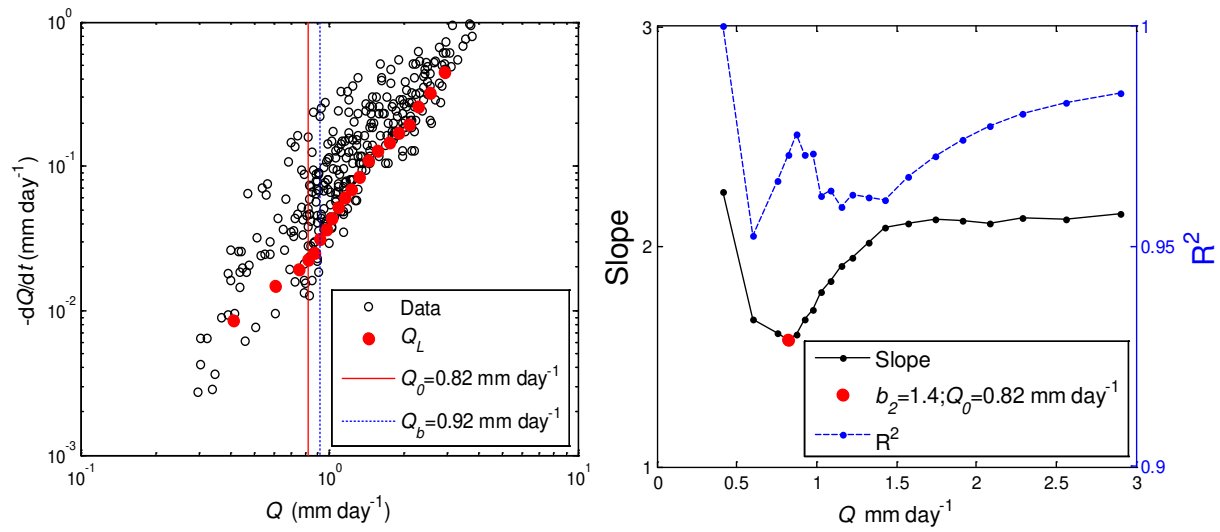 10^0
10^-1
10^-2
10^-3
-dQ/dt (mm day^-1)
10^-1
10^0
10^1
Q (mm day^-1)
Data
Q_L
Q_0=0.82 mm day^-1
Q_b=0.92 mm day^-1
3
2
1
Slope
0
0.5
1
1.5
2
2.5
3
Q mm day^-1
1
0.95
0.9
R^2
Slope
b_2=1.4;Q_0=0.82 mm day^-1
R^2